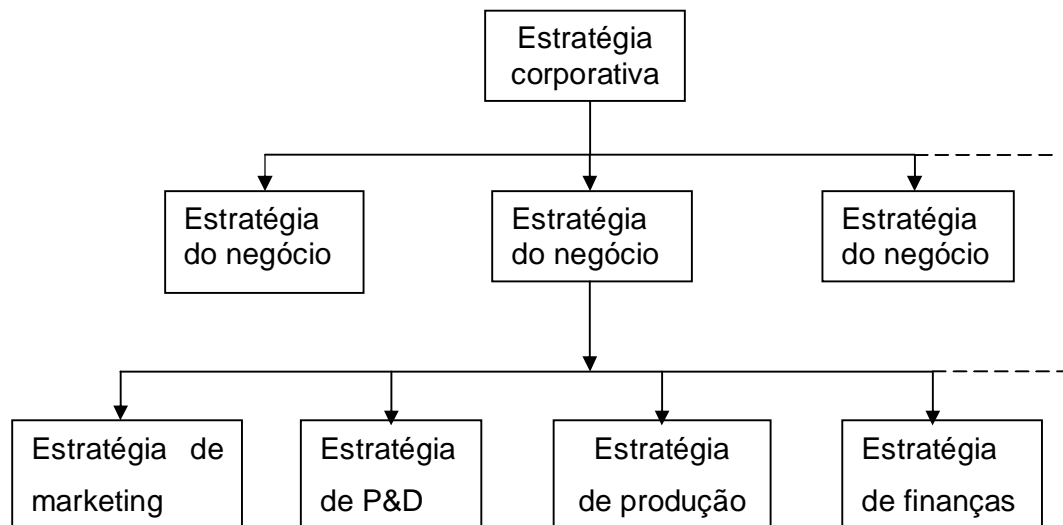 Estratégia
corporativa
Estratégia
do negócio
Estratégia
do negócio
Estratégia
do negócio
Estratégia de
marketing
Estratégia
de P&D
Estratégia
de produção
Estratégia
de finanças